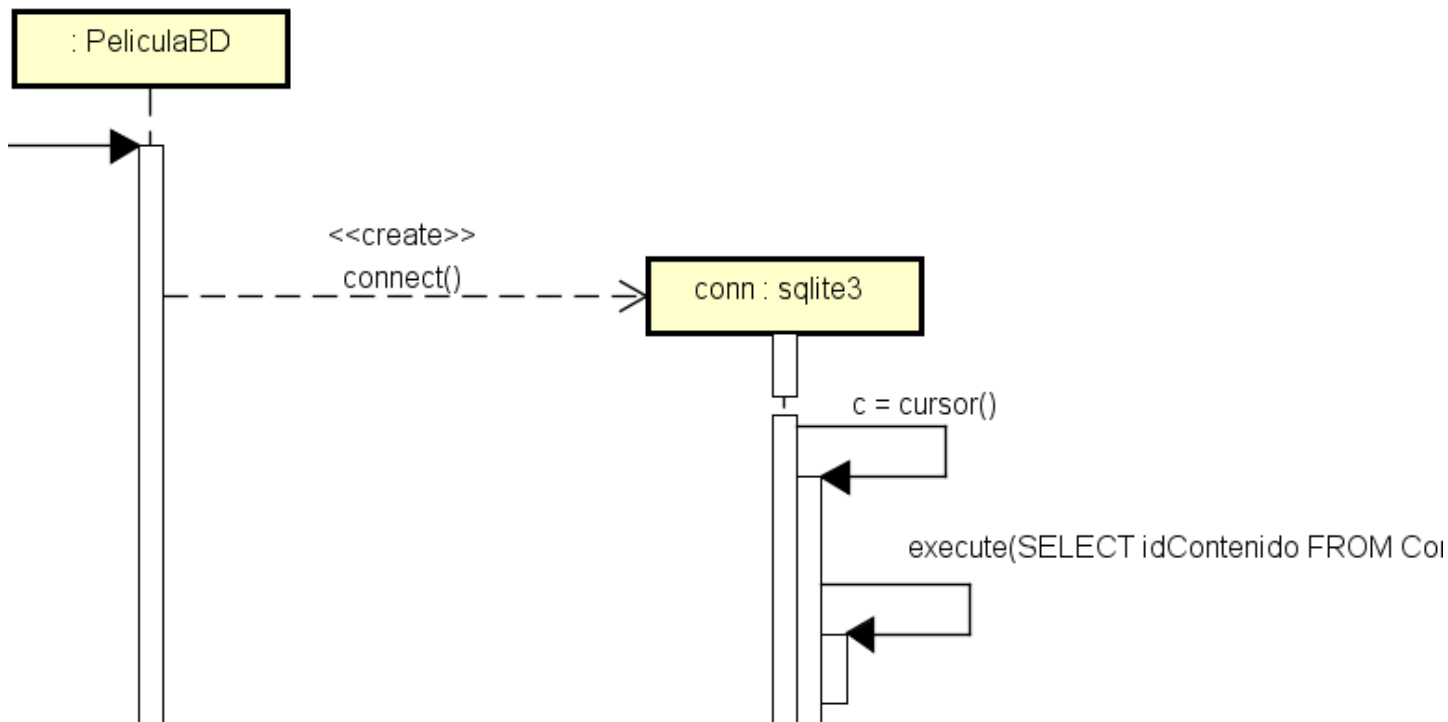 : PeliculaBD
<<create>>
connect()
conn : sqlite3
c = cursor()
execute(SELECT idContenido FROM